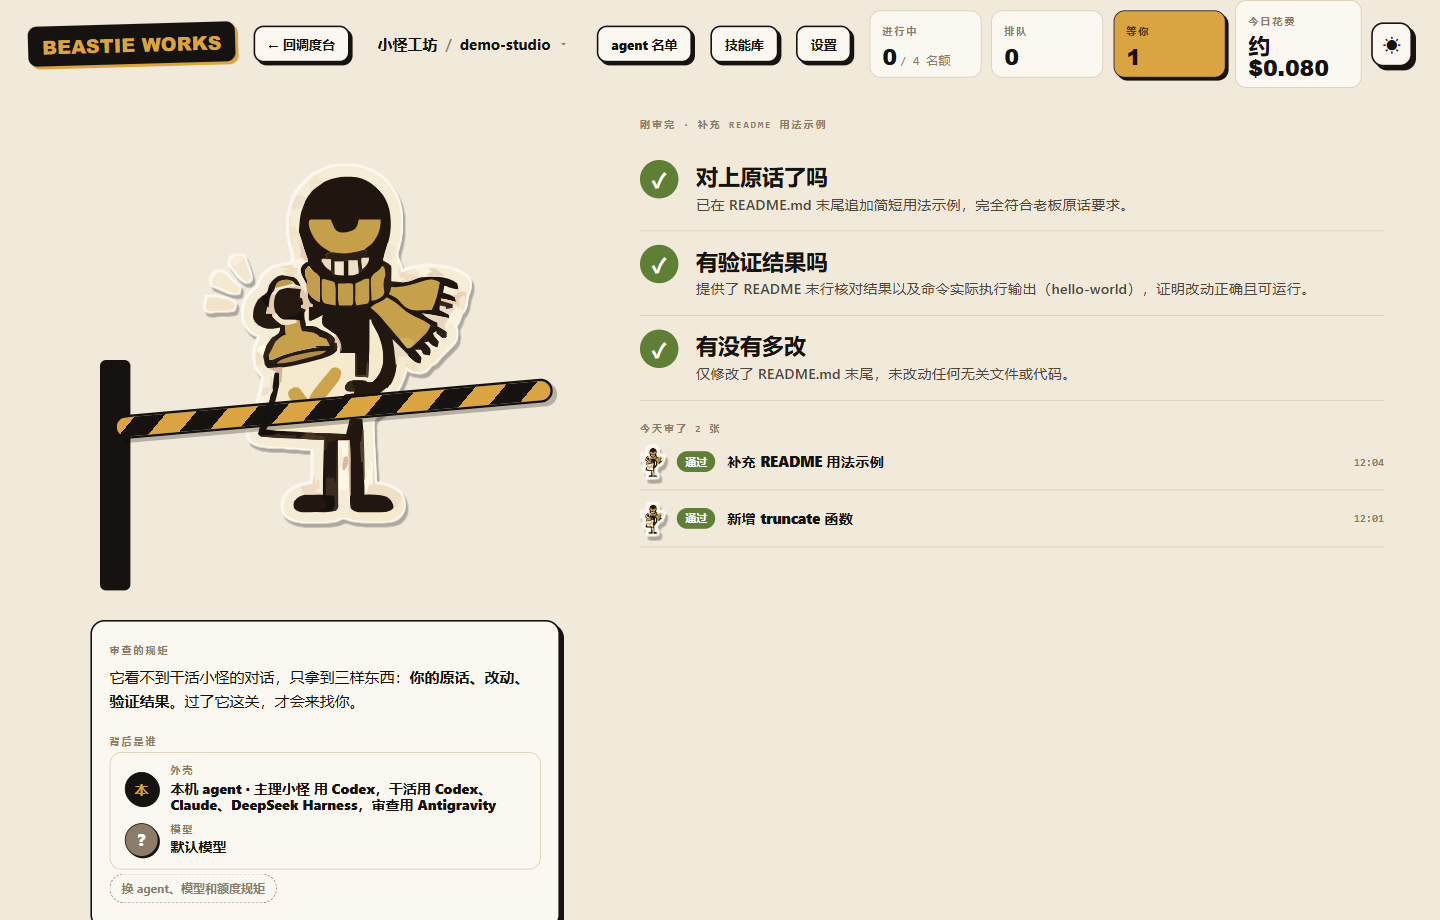 BEASTIE WORKS
← 回调度台
小怪工坊 / demo-studio
agent 名单
技能库
设置
进行中
0 / 4 名额
排队
0
等你
1
今日花费
约
$0.080
刚审完 · 补充 README 用法示例
对上原话了吗
已在 README.md 末尾追加简短用法示例，完全符合老板原话要求。
有验证结果吗
提供了 README 末行核对结果以及命令实际执行输出（hello-world），证明改动正确且可运行。
有没有多改
仅修改了 README.md 末尾，未改动任何无关文件或代码。
今天审了 2 张
通过 补充 README 用法示例 12:04
通过 新增 truncate 函数 12:01
审查的规矩
它看不到干活小怪的对话，只拿到三样东西：你的原话、改动、
验证结果。过了它这关，才会来找你。
背后是谁
外壳
本 本机 agent · 主理小怪 用 Codex，干活用 Codex、
Claude、DeepSeek Harness，审查用 Antigravity
模型
? 默认模型
换 agent、模型和额度规矩